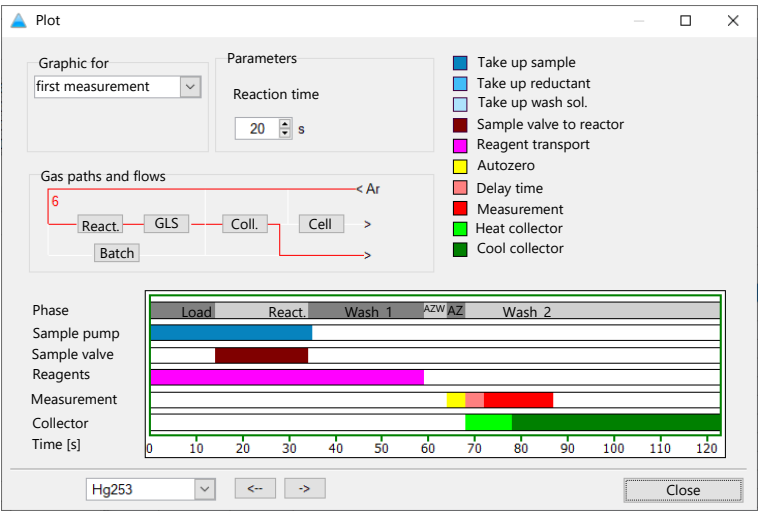 Plot
Graphic for
first measurement
Parameters
Reaction time
20 s
Take up sample
Take up reductant
Take up wash sol.
Sample valve to reactor
Reagent transport
Autozero
Delay time
Measurement
Heat collector
Cool collector
Gas paths and flows
< Ar
6
React. GLS Coll. Cell >
Batch >
Phase Load React. Wash 1 AZW AZ Wash 2
Sample pump
Sample valve
Reagents
Measurement
Collector
Time [s] 0 10 20 30 40 50 60 70 80 90 100 110 120
Hg253 <-- -> Close